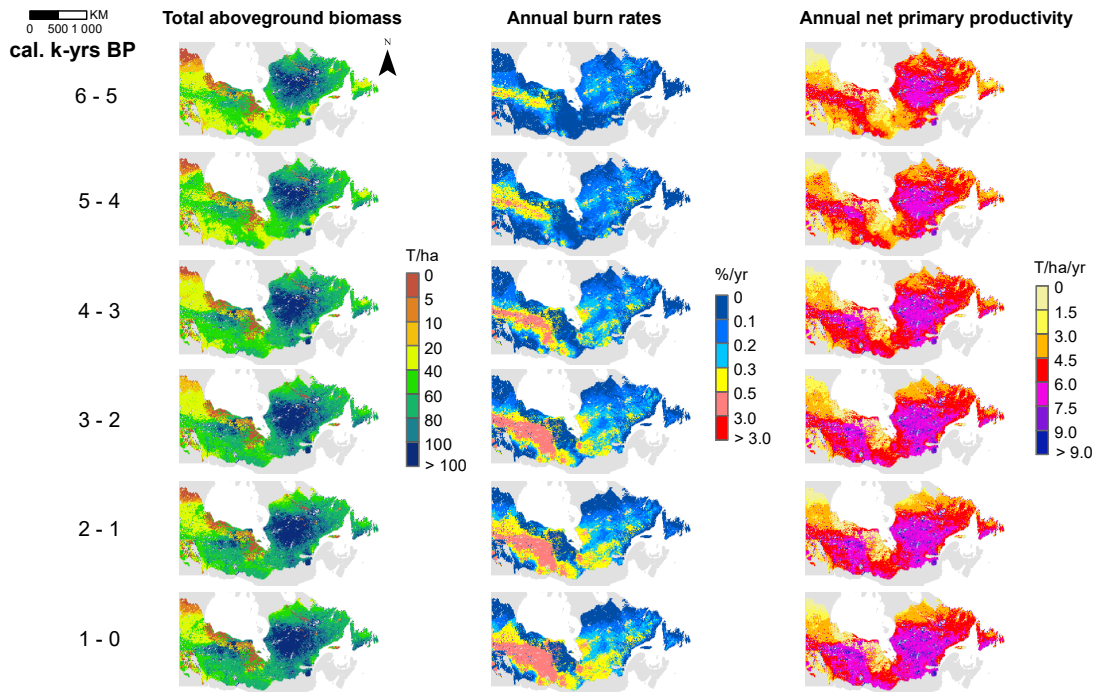 KM
0 500 1 000
cal. k-yrs BP
Total aboveground biomass
Annual burn rates
Annual net primary productivity
N
6 - 5
5 - 4
4 - 3
3 - 2
2 - 1
1 - 0
T/ha
0
5
10
20
40
60
80
100
> 100
%/yr
0
0.1
0.2
0.3
0.5
3.0
> 3.0
T/ha/yr
0
1.5
3.0
4.5
6.0
7.5
9.0
> 9.0